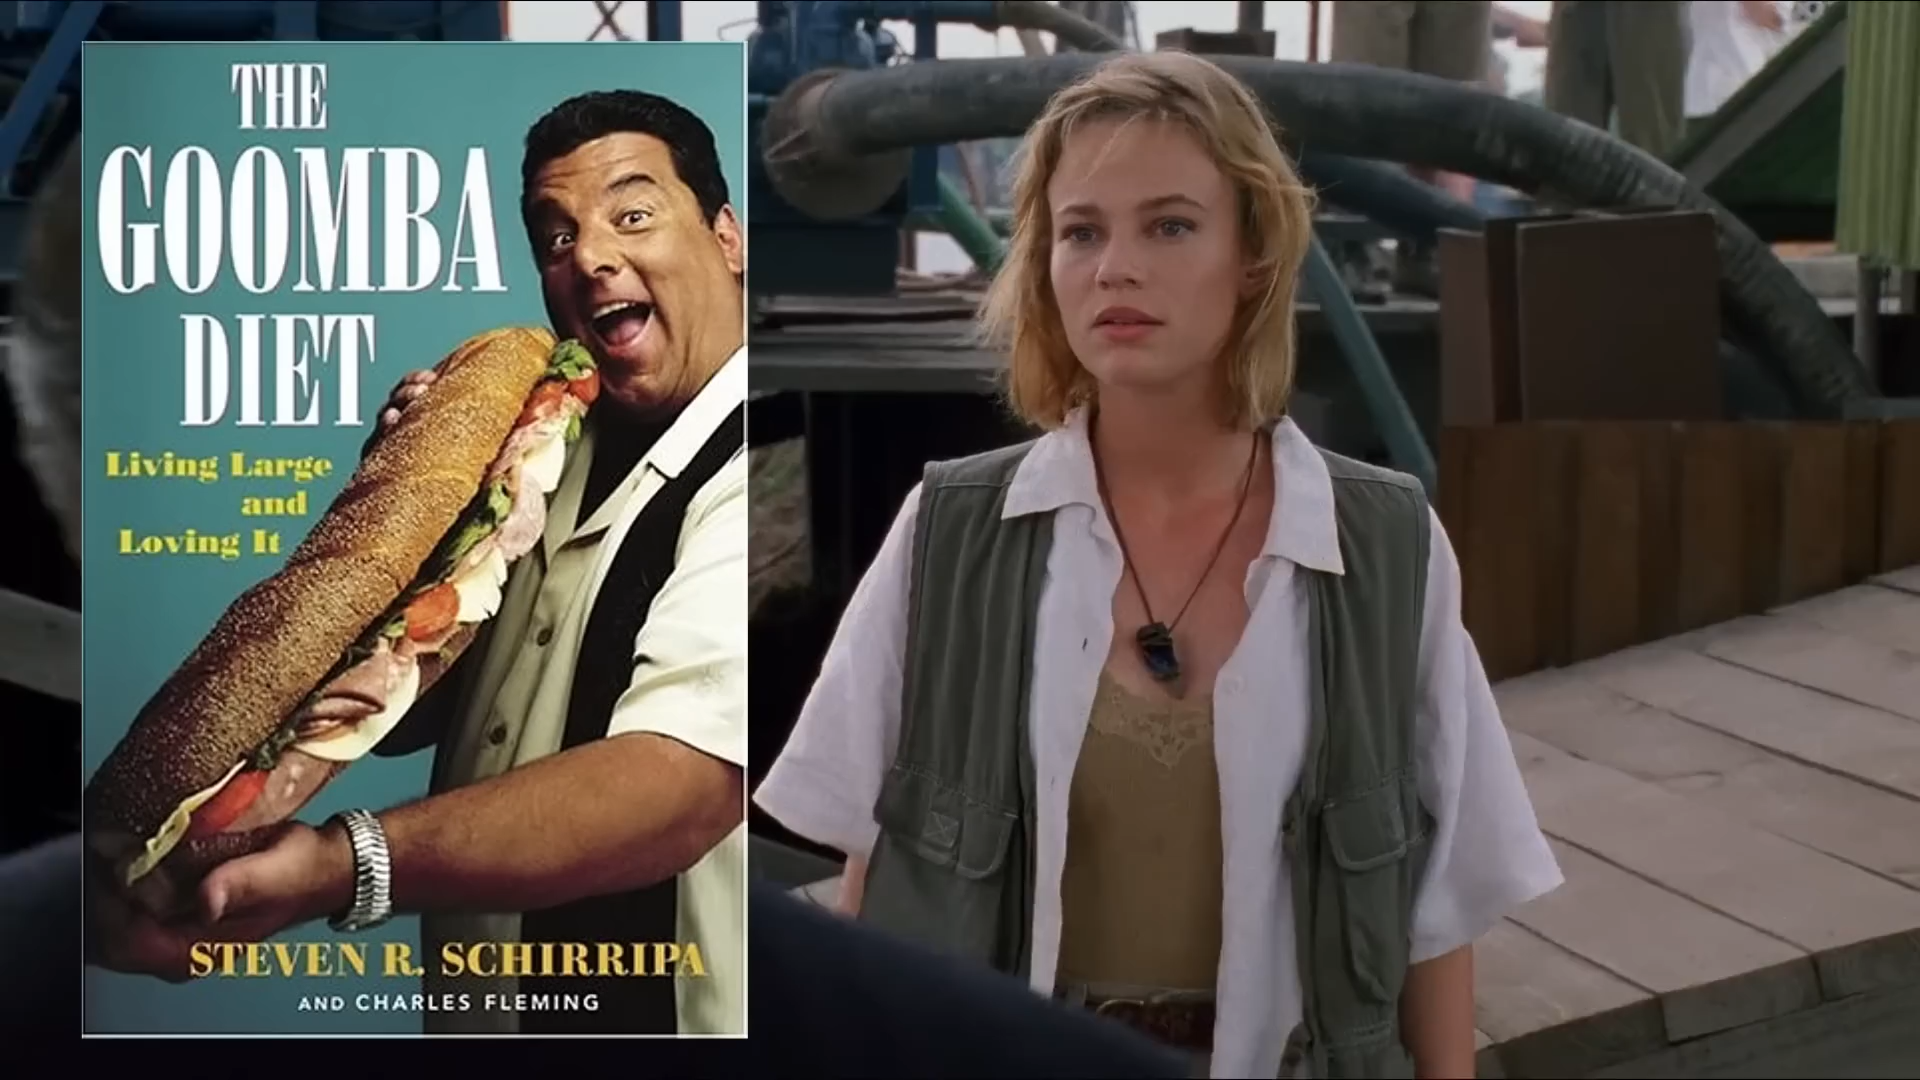 THE
GOOMBA
DIET
Living Large
and
Loving It
STEVEN R. SCHIRRIPA
AND CHARLES FLEMING